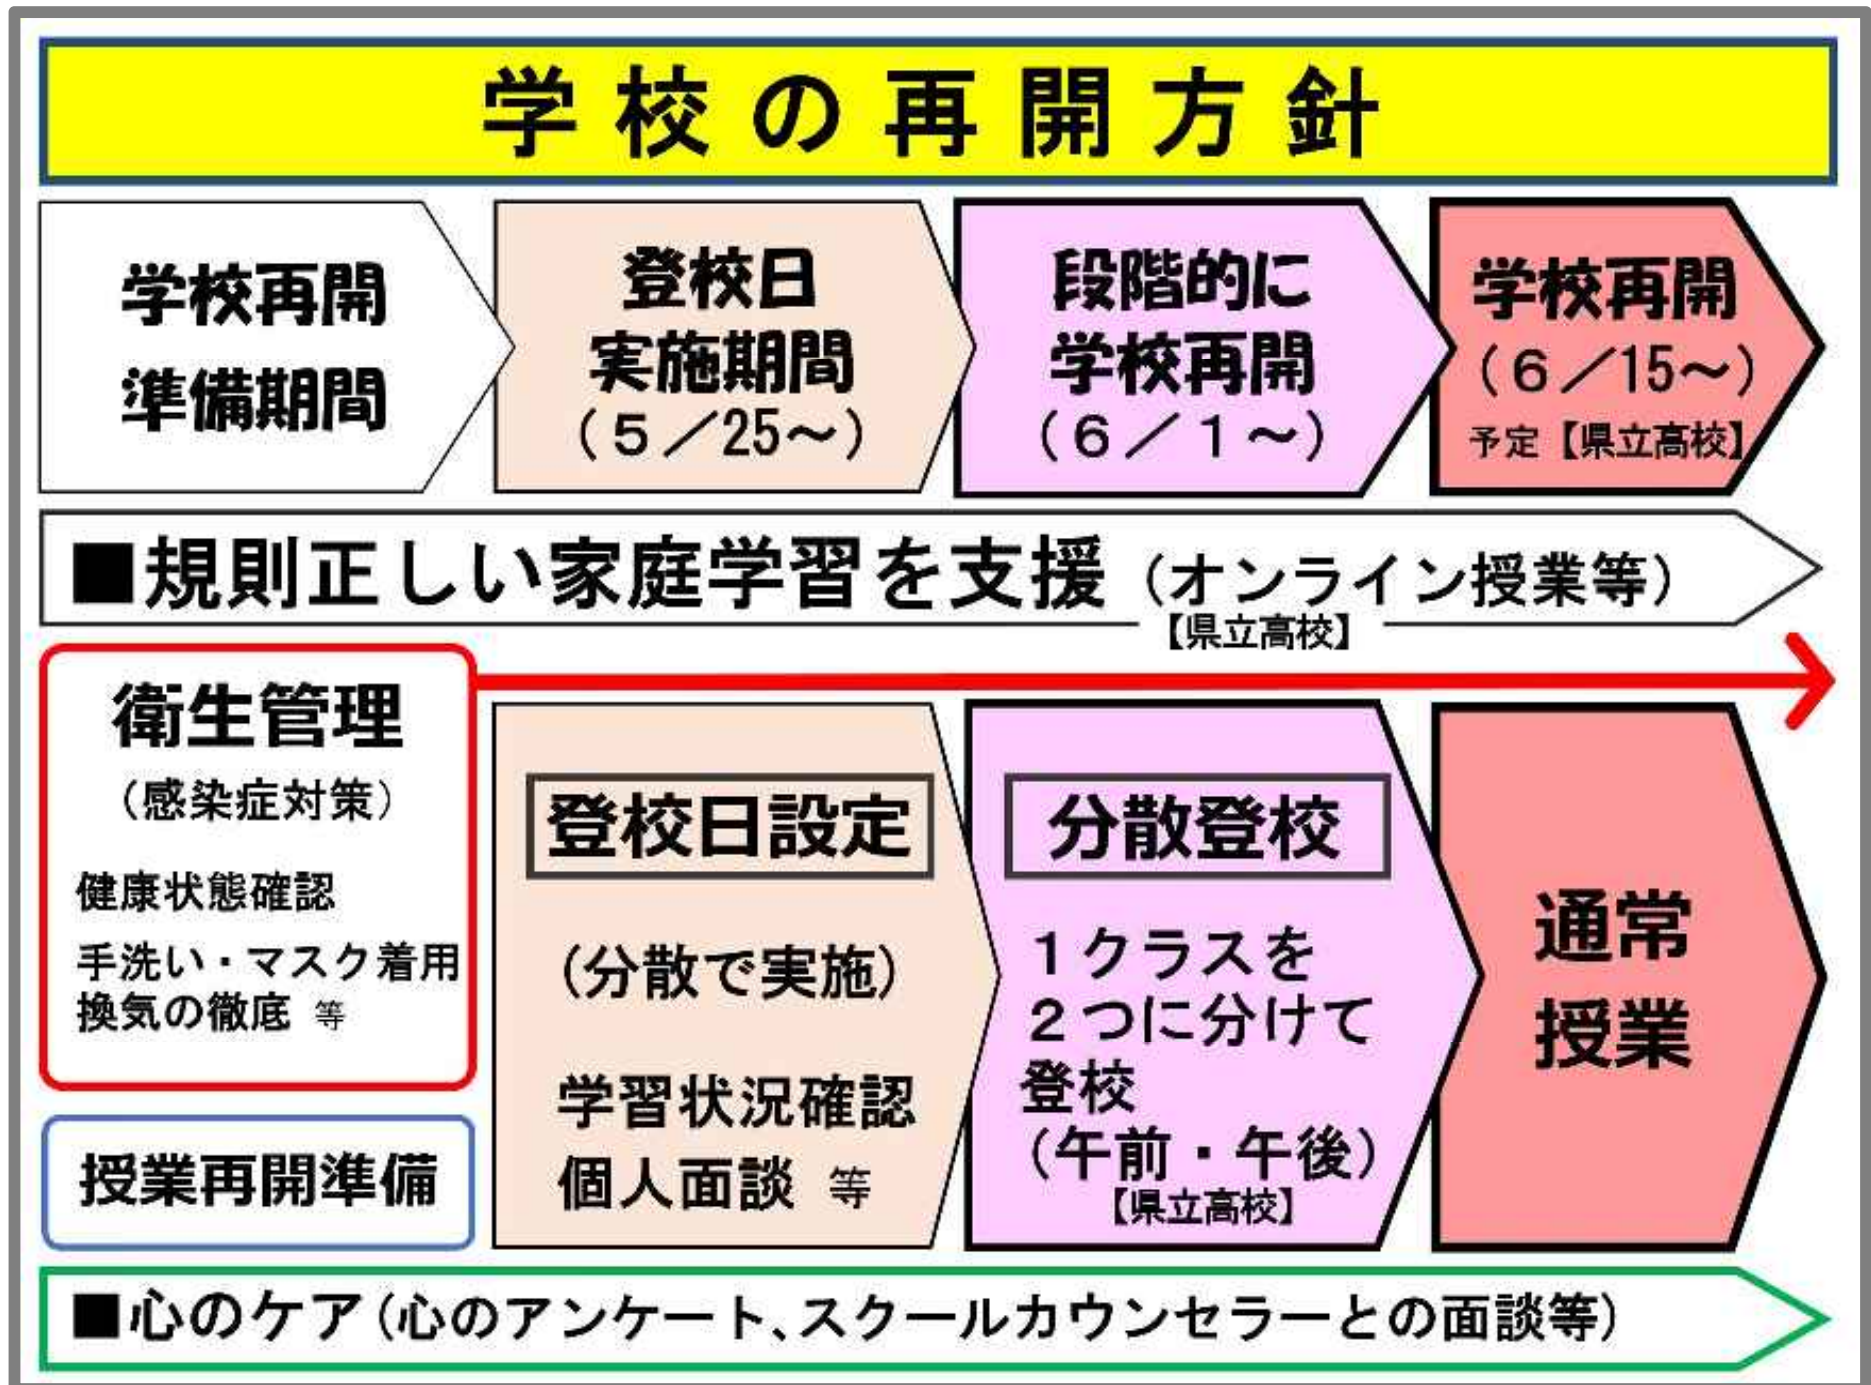 学校の再開方針
学校再開
準備期間
登校日
実施期間
(5/25～)
段階的に
学校再開
(6/1～)
学校再開
(6/15～)
予定【県立高校】
■規則正しい家庭学習を支援(オンライン授業等)
【県立高校】
衛生管理
(感染症対策)
健康状態確認
手洗い・マスク着用
換気の徹底 等
授業再開準備
登校日設定
(分散で実施)
学習状況確認
個人面談 等
分散登校
1クラスを
2つに分けて
登校
(午前・午後)
【県立高校】
通常
授業
■心のケア(心のアンケート、スクールカウンセラーとの面談等)